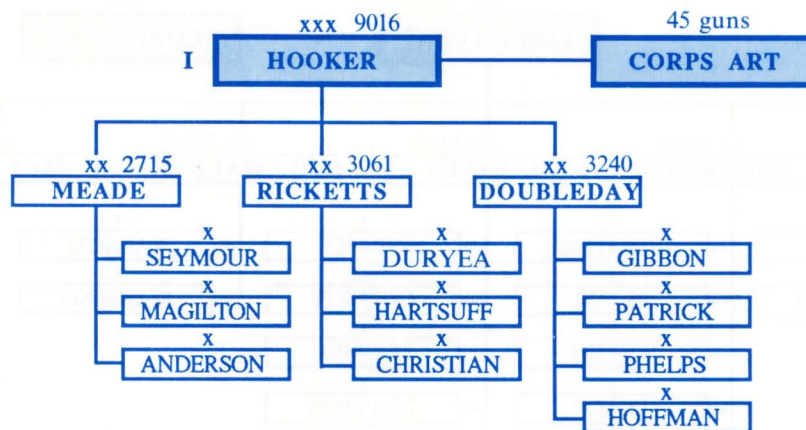 xxx 9016
45 guns
I HOOKER
CORPS ART
xx 2715
xx 3061
xx 3240
MEADE
RICKETTS
DOUBLEDAY
x
x
x
SEYMOUR
DURYEA
GIBBON
x
x
x
MAGILTON
HARTSUFF
PATRICK
x
x
x
ANDERSON
CHRISTIAN
PHELPS
x
HOFFMAN